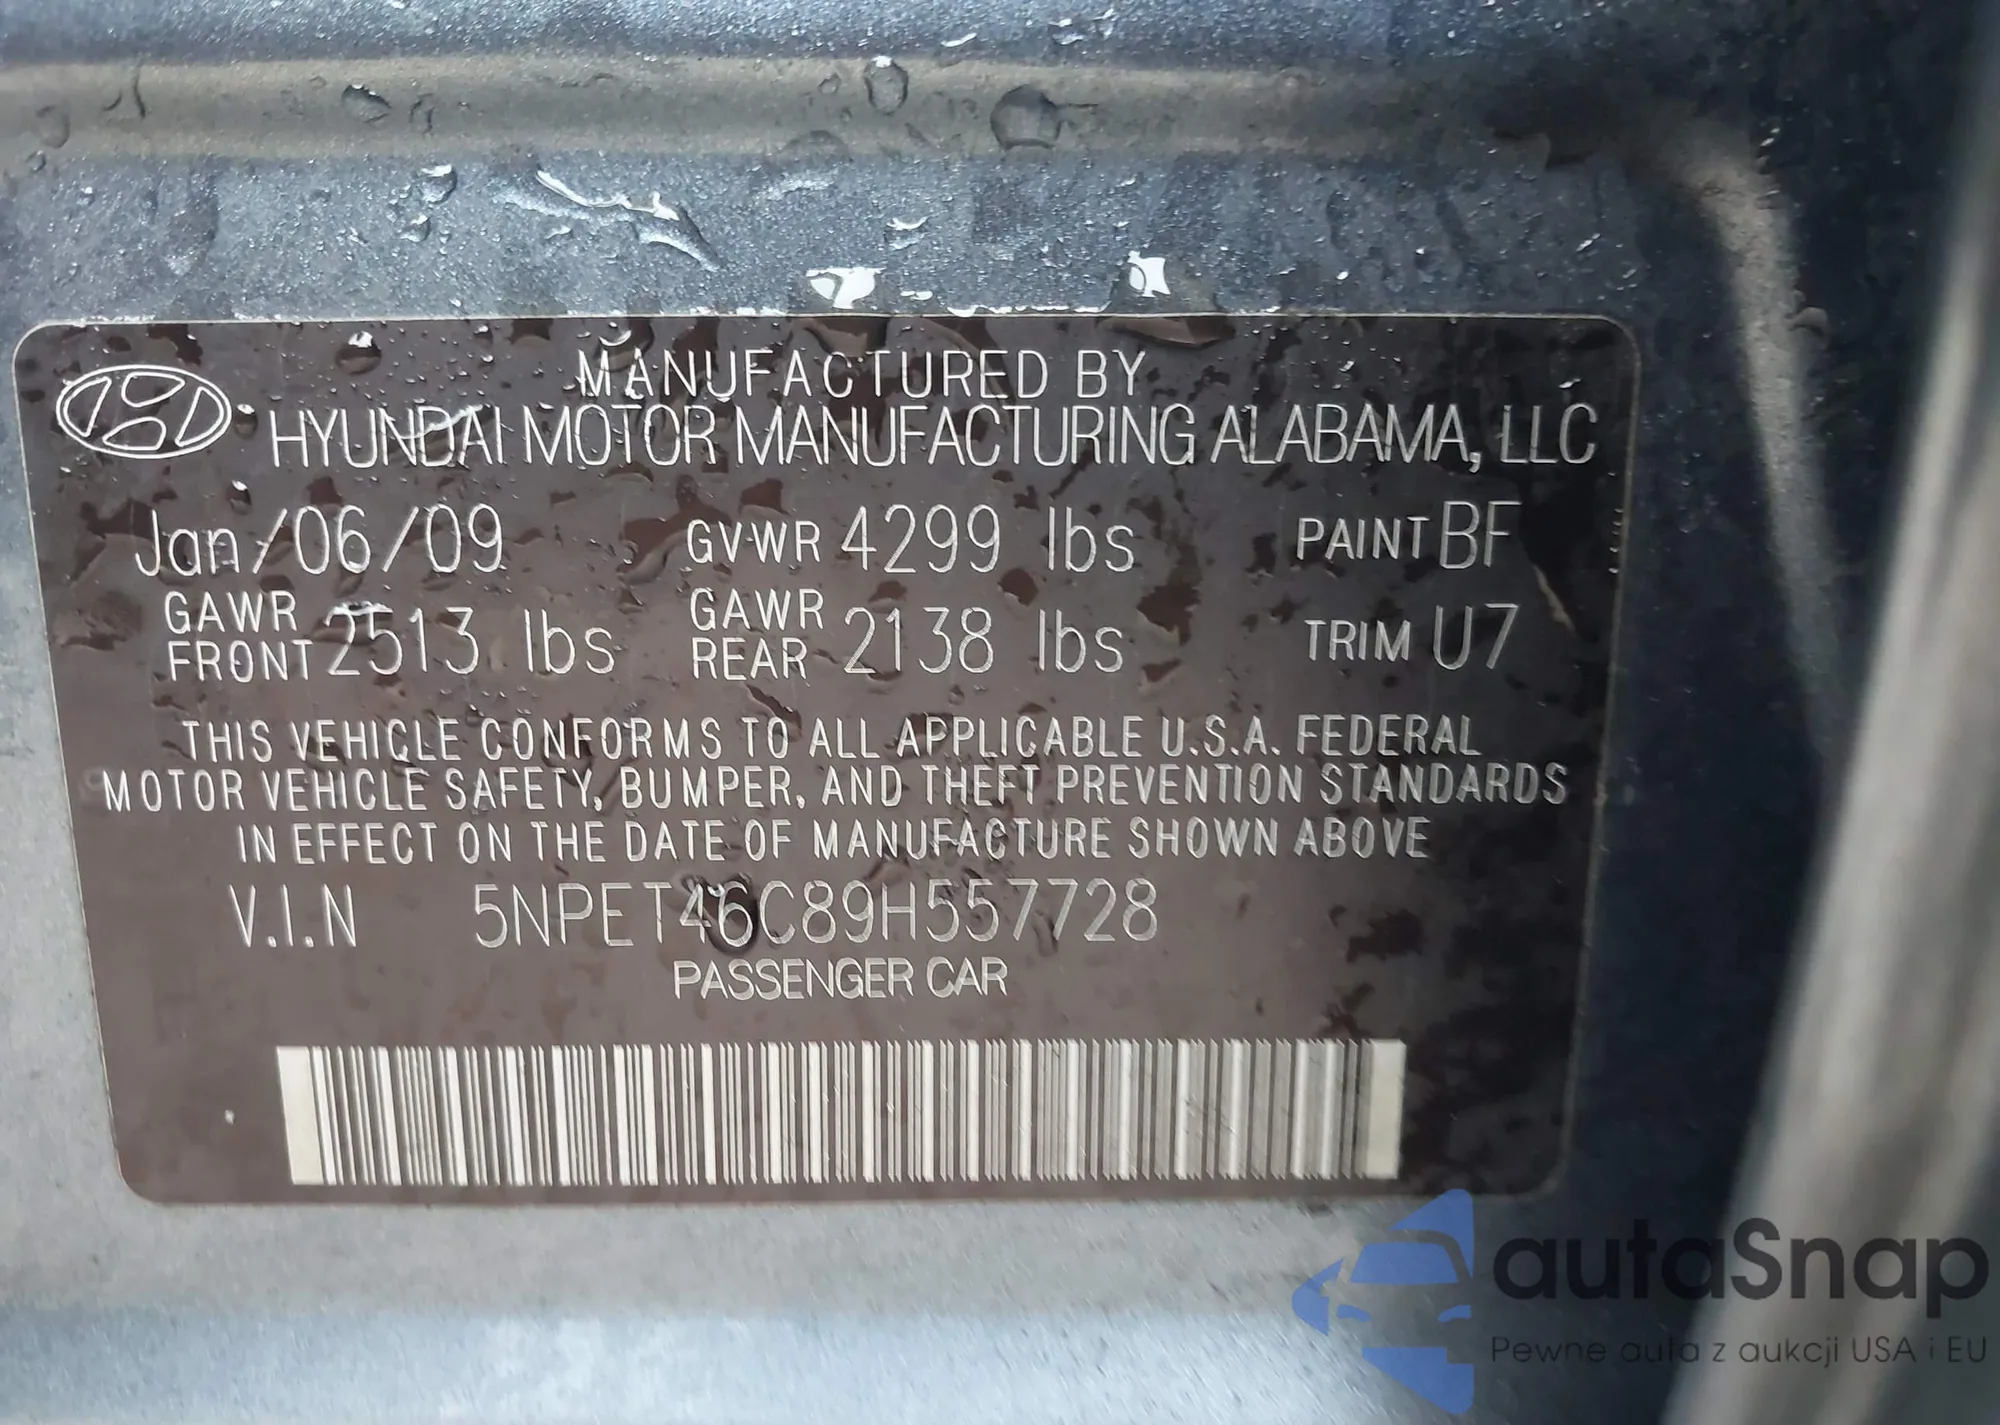 MANUFACTURED BY
HYUNDAI MOTOR MANUFACTURING ALABAMA, LLC
Jan/06/09 GVWR 4299 lbs PAINT BF
GAWR FRONT 2513 lbs GAWR REAR 2138 lbs TRIM U7
THIS VEHICLE CONFORMS TO ALL APPLICABLE U.S.A. FEDERAL
MOTOR VEHICLE SAFETY, BUMPER, AND THEFT PREVENTION STANDARDS
IN EFFECT ON THE DATE OF MANUFACTURE SHOWN ABOVE
V.I.N 5NPET46C89H557728
PASSENGER CAR
autaSnap
Pewne auta z aukcji USA i EU